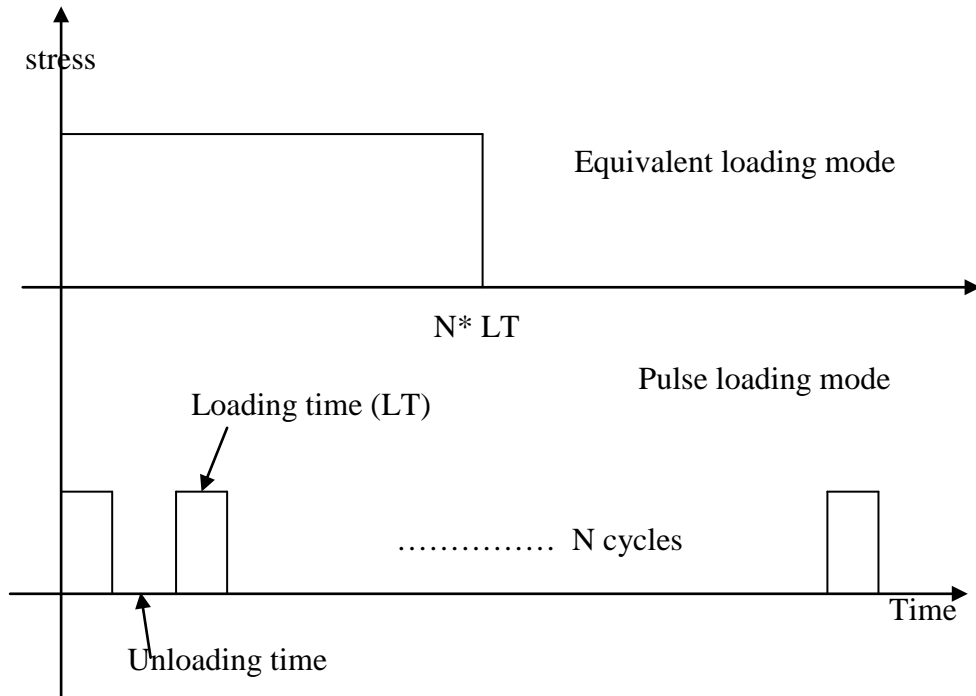 stress
Equivalent loading mode
N* LT
Pulse loading mode
Loading time (LT)
…………… N cycles
Time
Unloading time